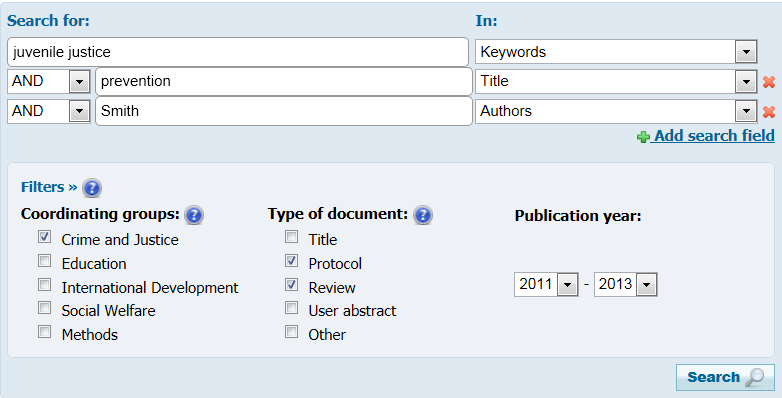 Search for: In:
juvenile justice Keywords
AND prevention Title
AND Smith Authors
Add search field
Filters »
Coordinating groups: Type of document: Publication year:
Crime and Justice Title
Education Protocol
International Development Review 2011 - 2013
Social Welfare User abstract
Methods Other
Search